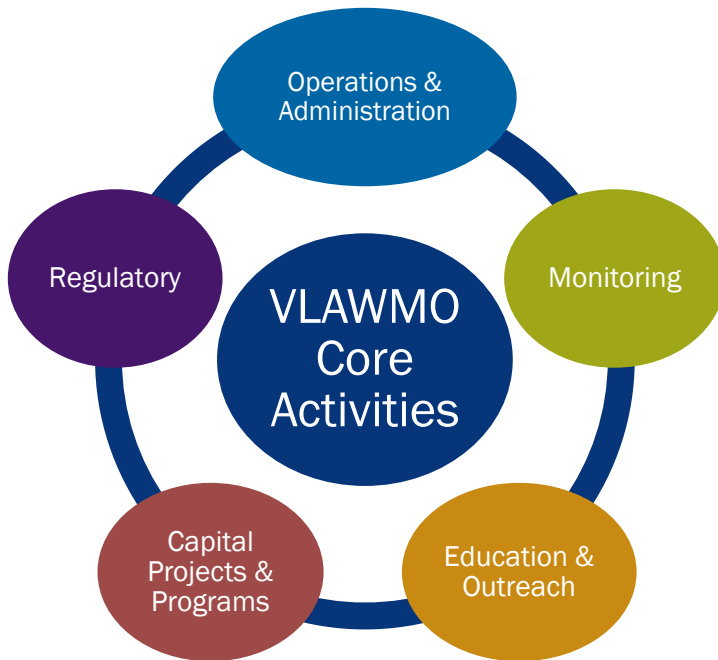 Operations &
Administration
Regulatory
Monitoring
VLAWMO
Core
Activities
Capital
Projects &
Programs
Education &
Outreach